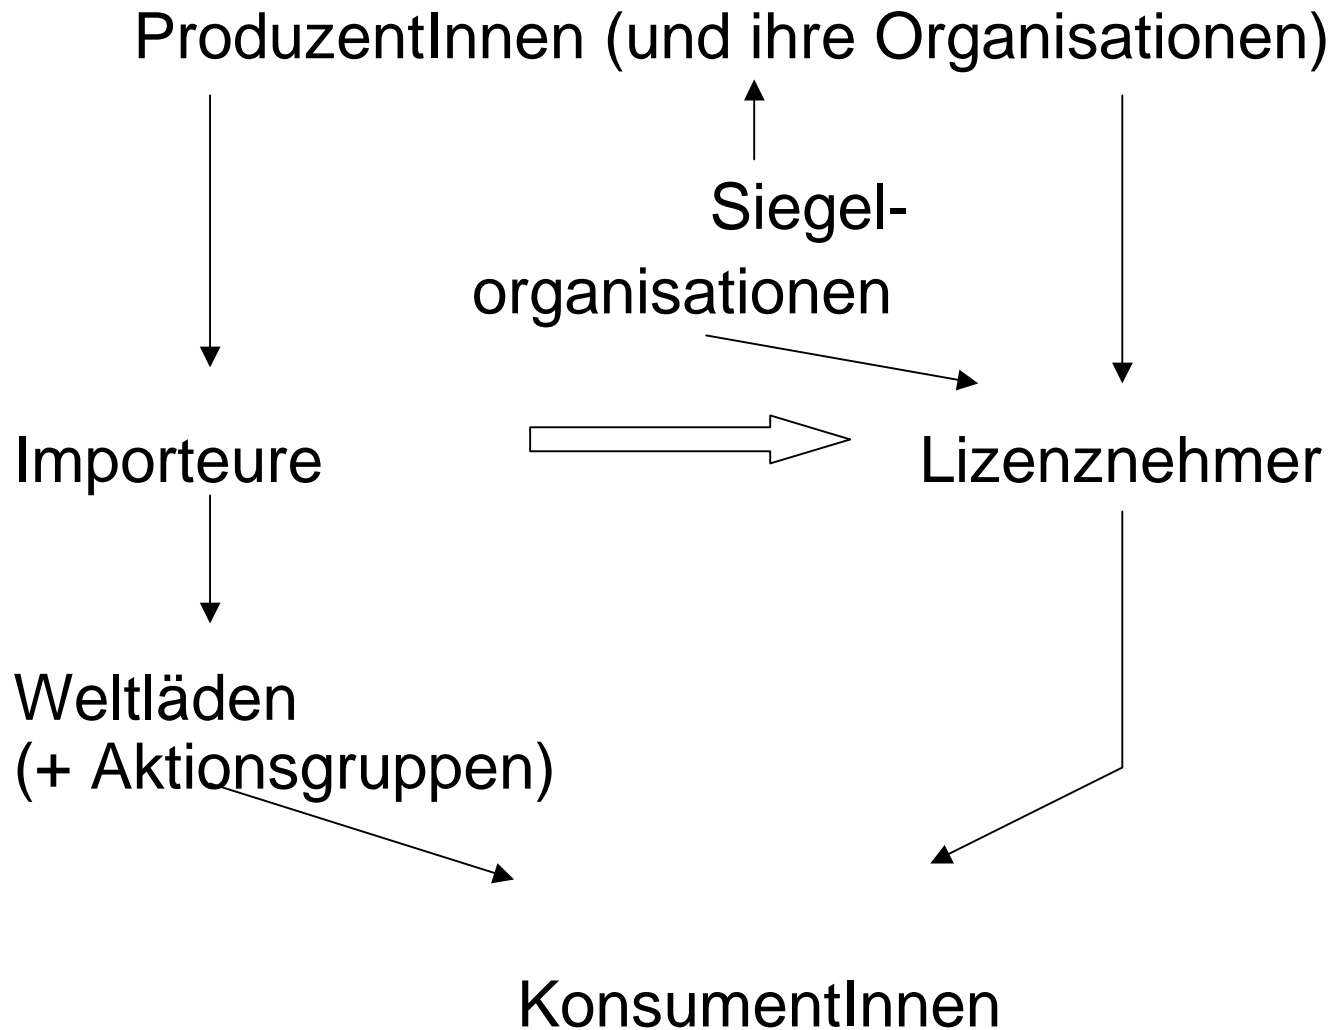 ProduzentInnen (und ihre Organisationen)
Siegel-
organisationen
Importeure
Lizenznehmer
Weltläden
(+ Aktionsgruppen)
KonsumentInnen